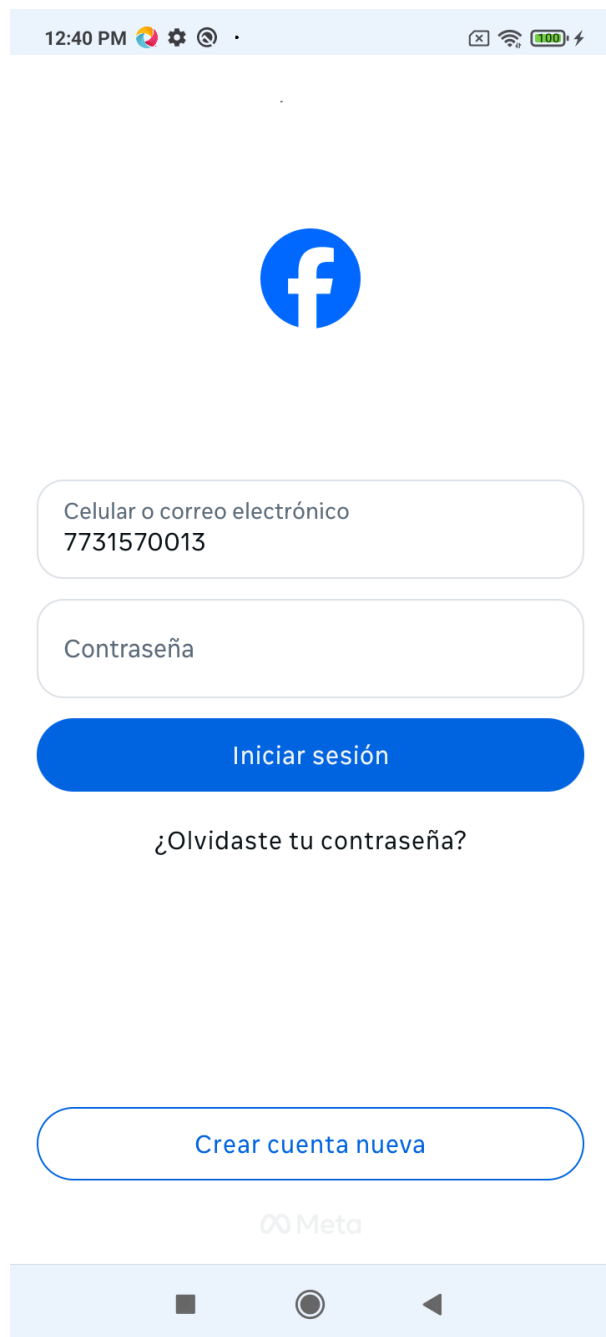 12:40 PM
100
Celular o correo electrónico
7731570013
Contraseña
Iniciar sesión
¿Olvidaste tu contraseña?
Crear cuenta nueva
Meta